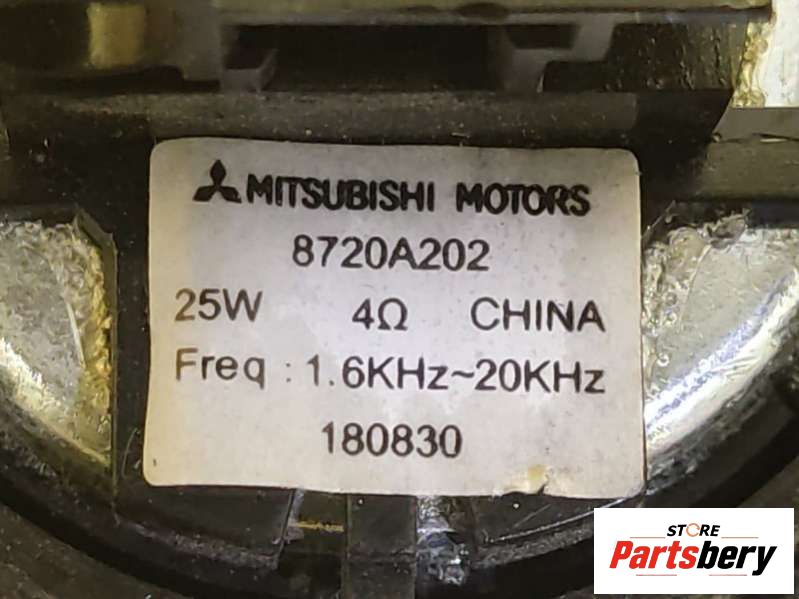 MITSUBISHI MOTORS
8720A202
25W 4Ω CHINA
Freq : 1.6KHz~20KHz
180830
STORE
Partsbery